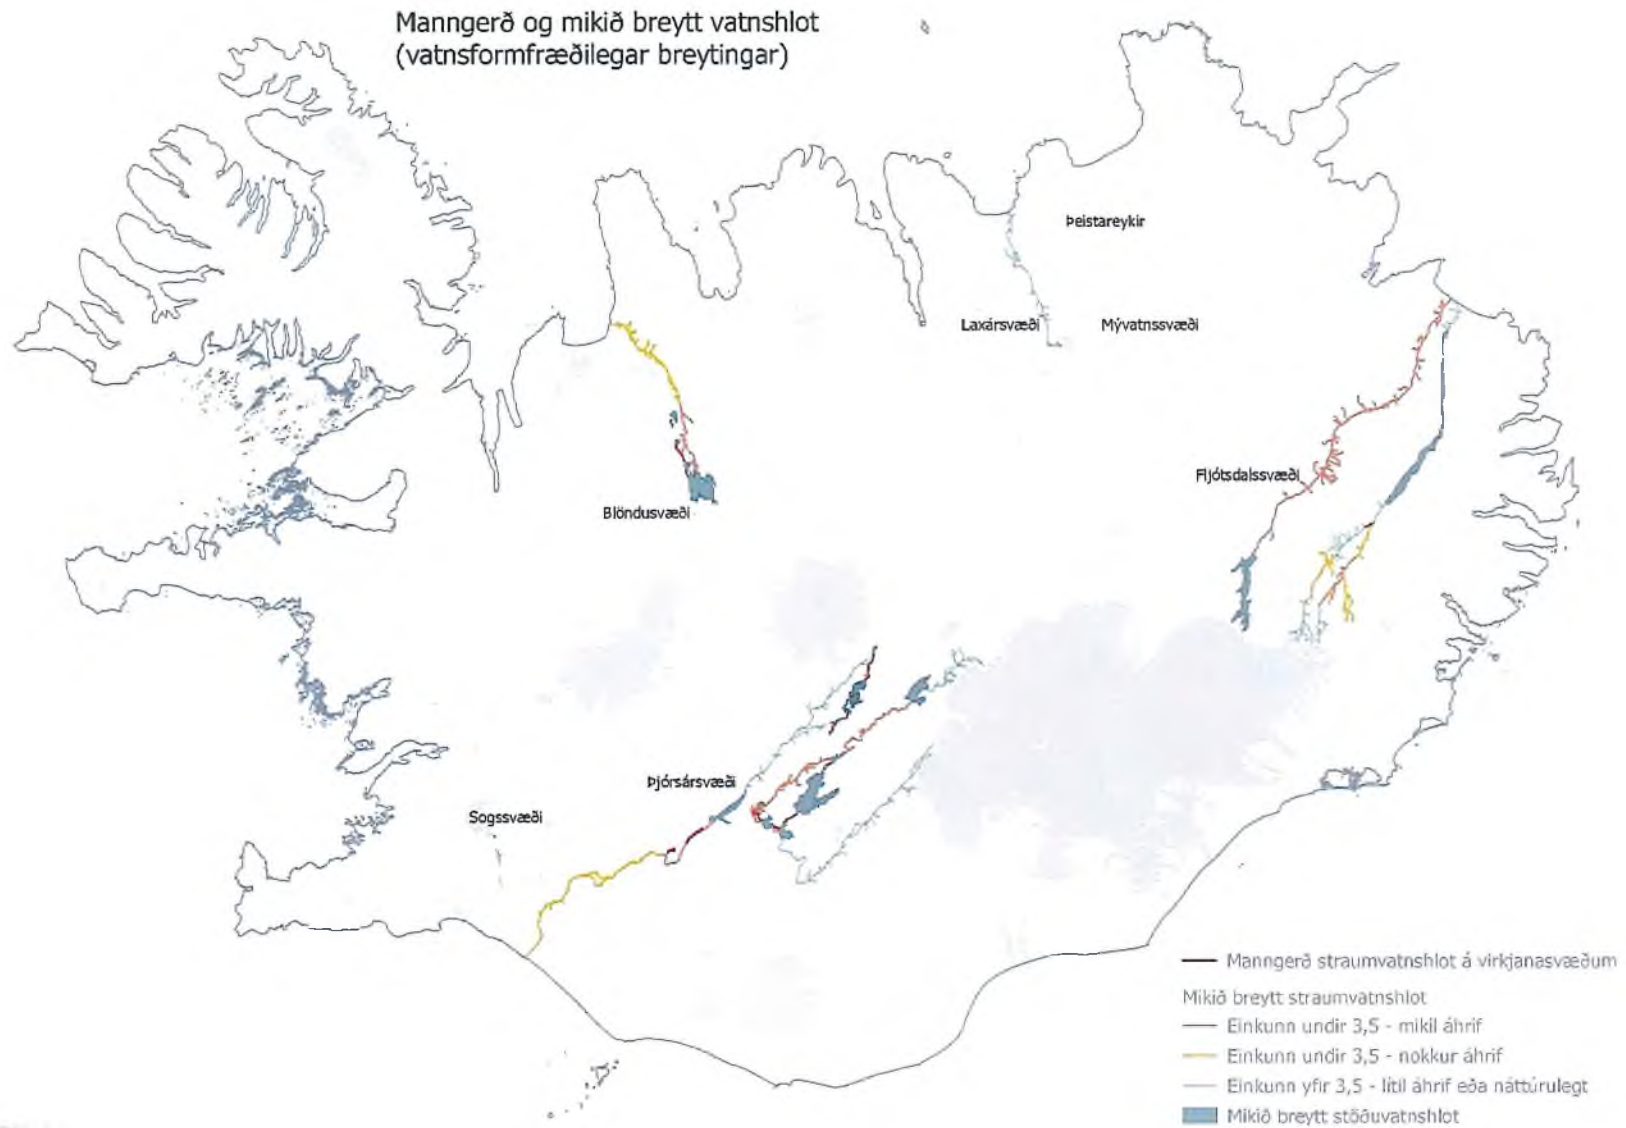 Manngerð og mikið breytt vatnshlot
(vatnsformfræðilegar breytingar)
Þeistareykir
Laxársvæði
Mývatnssvæði
Fljótsdalssvæði
Blöndusvæði
Þjórsársvæði
Sogssvæði
Manngerð straumvatnshlot á virkjanasvæðum
Mikið breytt straumvatnshlot
Einkunn undir 3,5 - mikil áhrif
Einkunn undir 3,5 - nokkur áhrif
Einkunn yfir 3,5 - lítil áhrif eða náttúrulegt
Mikið breytt stöðuvatnshlot